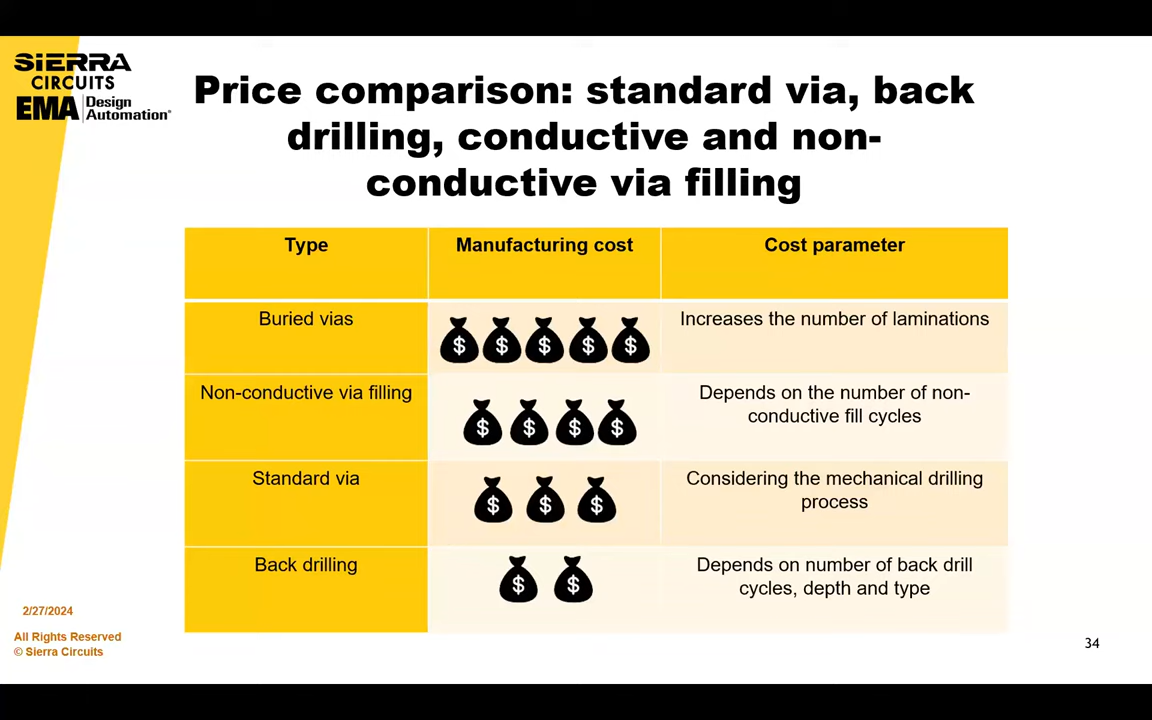 SIERRA
CIRCUITS
EMA Design
Automation®
Price comparison: standard via, back
drilling, conductive and non-
conductive via filling
Type
Manufacturing cost
Cost parameter
Buried vias
$ $ $ $ $
Increases the number of laminations
Non-conductive via filling
$ $ $ $
Depends on the number of non-
conductive fill cycles
Standard via
$ $ $
Considering the mechanical drilling
process
Back drilling
$ $
Depends on number of back drill
cycles, depth and type
2/27/2024
All Rights Reserved
© Sierra Circuits
34